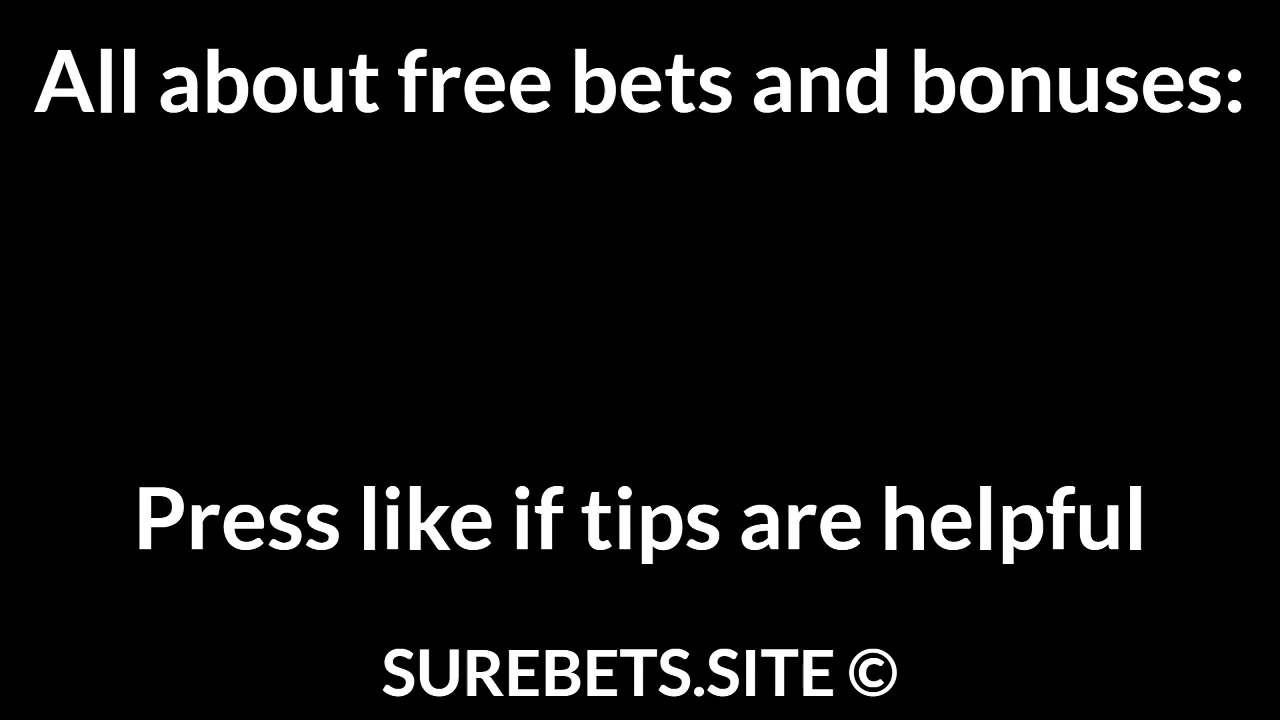 All about free bets and bonuses:
Press like if tips are helpful
SUREBETS.SITE ©